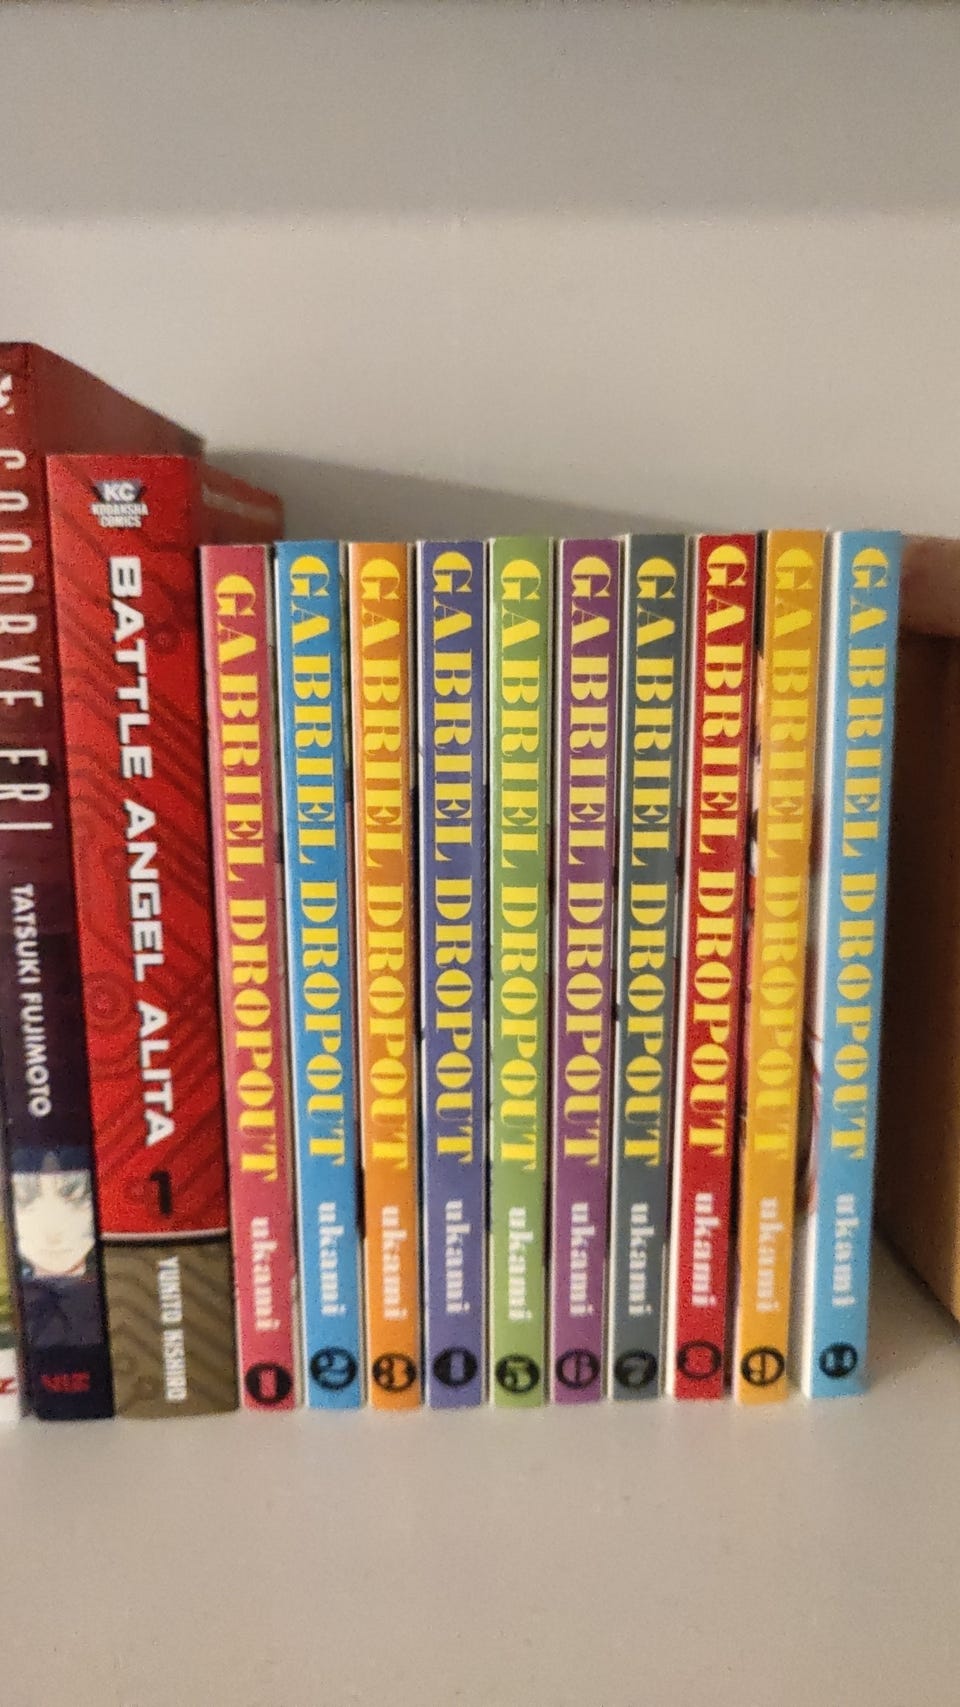 GOODBYE, ERI
TATSUKI FUJIMOTO
KC
KODANSHA
COMICS
BATTLE ANGEL ALITA
1
YUKITO KISHIRO
GABRIEL DROPOUT
ukami
1
GABRIEL DROPOUT
ukami
2
GABRIEL DROPOUT
ukami
3
GABRIEL DROPOUT
ukami
GABRIEL DROPOUT
ukami
5
GABRIEL DROPOUT
ukami
6
GABRIEL DROPOUT
ukami
7
GABRIEL DROPOUT
ukami
8
GABRIEL DROPOUT
ukami
9
GABRIEL DROPOUT
ukami